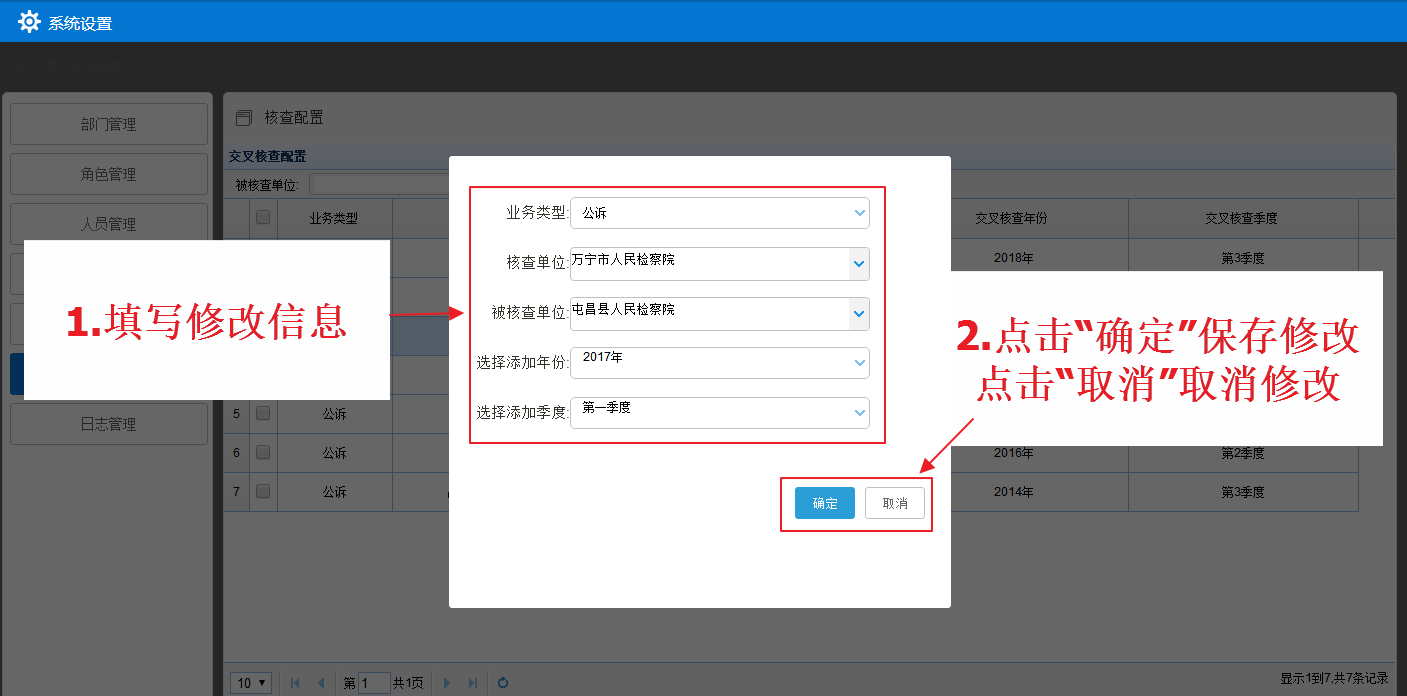 系统设置
部门管理
角色管理
人员管理
日志管理
核查配置
交叉核查配置
被核查单位:
业务类型 交叉核查年份 交叉核查季度
2018年 第3季度
5 公诉
6 公诉 2016年 第2季度
7 公诉 2014年 第3季度
业务类型: 公诉
核查单位: 万宁市人民检察院
被核查单位: 屯昌县人民检察院
选择添加年份: 2017年
选择添加季度: 第一季度
确定 取消
1.填写修改信息
2.点击“确定”保存修改
点击“取消”取消修改
10 第 1 共1页
显示1到7,共7条记录